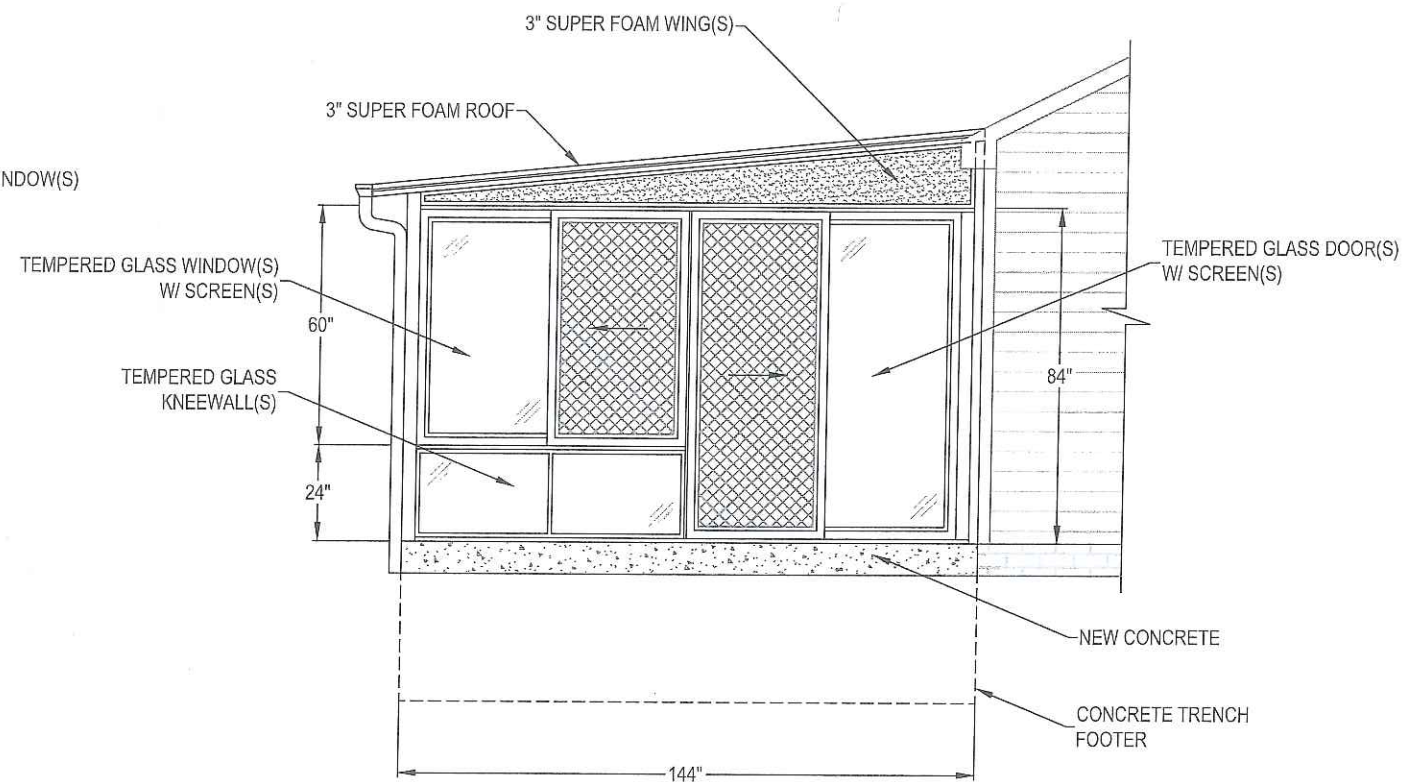 3" SUPER FOAM WING(S)
3" SUPER FOAM ROOF
NDOW(S)
TEMPERED GLASS WINDOW(S)
W/ SCREEN(S)
TEMPERED GLASS DOOR(S)
W/ SCREEN(S)
60"
TEMPERED GLASS
KNEEWALL(S)
84"
24"
NEW CONCRETE
CONCRETE TRENCH
FOOTER
144"